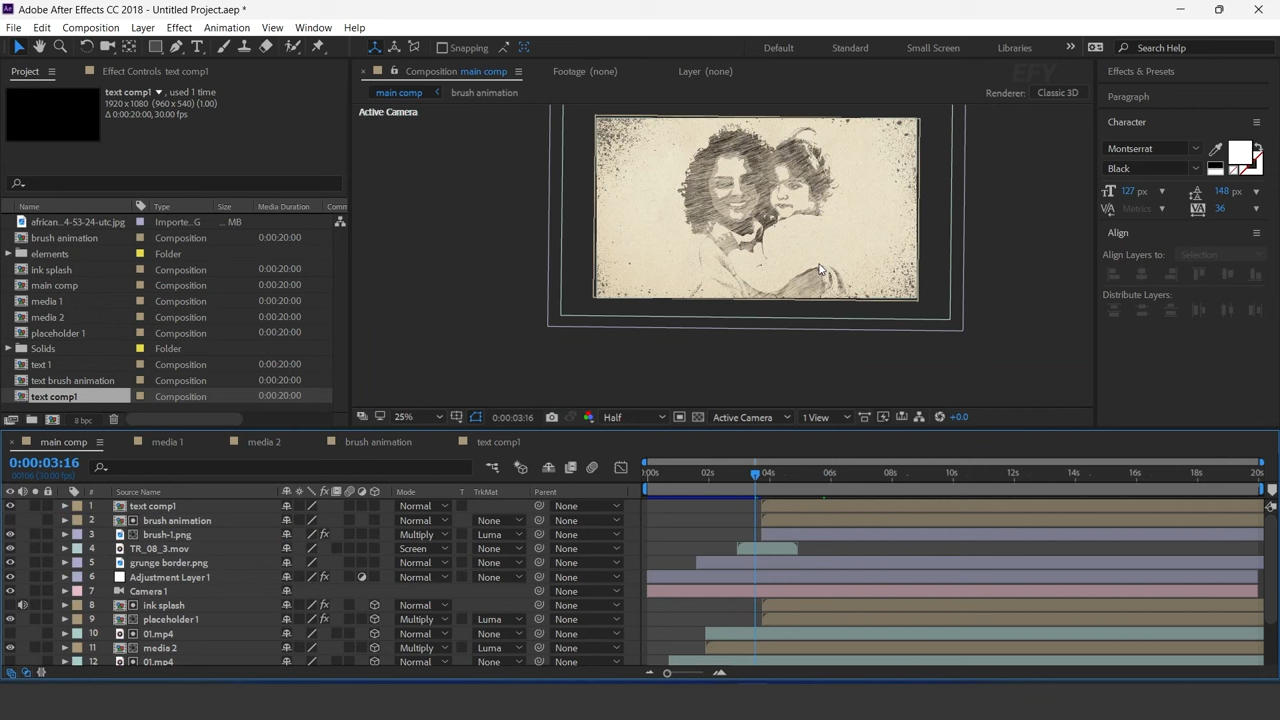 Adobe After Effects CC 2018 - Untitled Project.aep *
File Edit Composition Layer Effect Animation View Window Help
Snapping Default Standard Small Screen Libraries Search Help
Project Effect Controls text comp1
text comp1 , used 1 time
1920 x 1080 (960 x 540) (1.00)
Δ 0:00:20:00, 30.00 fps
Name Type Size Media Duration Comm
african...4-53-24-utc.jpg Importe...G ... MB
brush animation Composition 0:00:20:00
elements Folder
ink splash Composition 0:00:20:00
main comp Composition 0:00:20:00
media 1 Composition 0:00:20:00
media 2 Composition 0:00:20:00
placeholder 1 Composition 0:00:20:00
Solids Folder
text 1 Composition 0:00:20:00
text brush animation Composition 0:00:20:00
text comp1 Composition 0:00:20:00
8 bpc
Composition main comp Footage (none) Layer (none)
EFY
main comp brush animation Renderer: Classic 3D
Active Camera
25% 0:00:03:16 Half Active Camera 1 View +0.0
Effects & Presets
Paragraph
Character
Montserrat
Black
127 px 148 px
Metrics 36
Align
Align Layers to: Selection
Distribute Layers:
main comp media 1 media 2 brush animation text comp1
0:00:03:16
00106 (30.00 fps)
# Source Name Mode T TrkMat Parent
0:00s 02s 04s 06s 08s 10s 12s 14s 16s 18s 20s
1 text comp1 Normal None
2 brush animation Normal None None
3 brush-1.png Multiply Luma None
4 TR_08_3.mov Screen None None
5 grunge border.png Normal None None
6 Adjustment Layer 1 Normal None None
7 Camera 1 None
8 ink splash Normal None None
9 placeholder 1 Multiply Luma None
10 01.mp4 Normal None None
11 media 2 Multiply Luma None
12 01.mp4 Normal None None